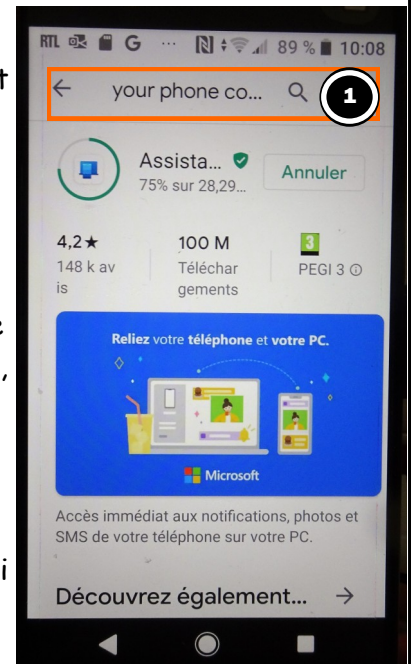 t
RTL G ... N 89 % 10:08
your phone co... 1
Assista...
75% sur 28,29...
Annuler
4,2★
148 k av
is
100 M
Téléchar
gements
3
PEGI 3
e
,
Reliez votre téléphone et votre PC.
Microsoft
Accès immédiat aux notifications, photos et
SMS de votre téléphone sur votre PC.
i
Découvrez également... →